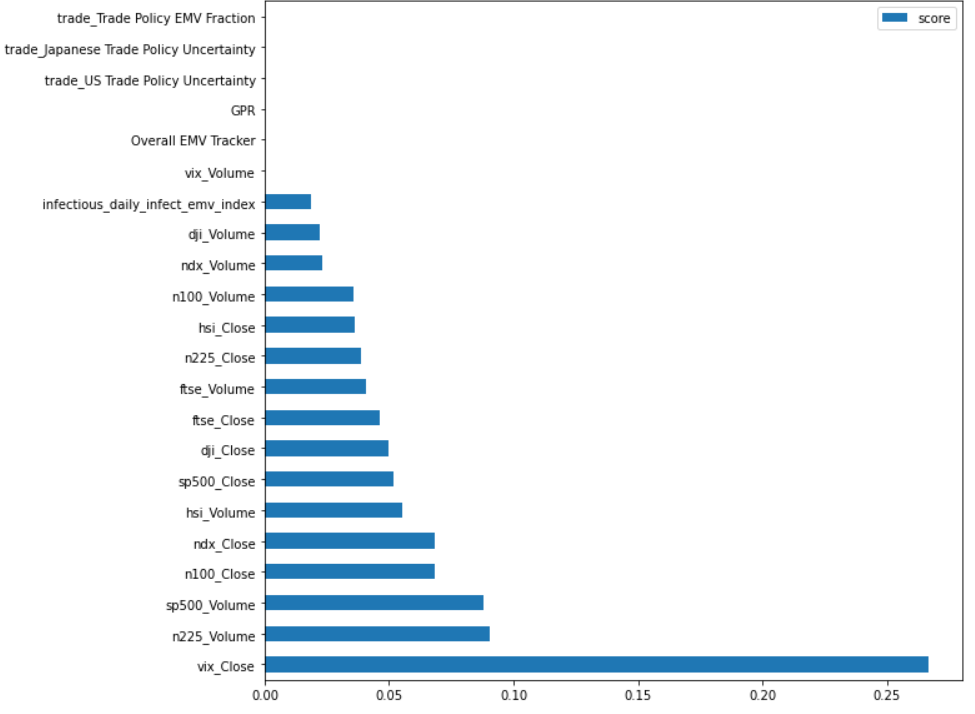 trade_Trade Policy EMV Fraction
score
trade_Japanese Trade Policy Uncertainty
trade_US Trade Policy Uncertainty
GPR
Overall EMV Tracker
vix_Volume
infectious_daily_infect_emv_index
dji_Volume
ndx_Volume
n100_Volume
hsi_Close
n225_Close
ftse_Volume
ftse_Close
dji_Close
sp500_Close
hsi_Volume
ndx_Close
n100_Close
sp500_Volume
n225_Volume
vix_Close
0.00 0.05 0.10 0.15 0.20 0.25